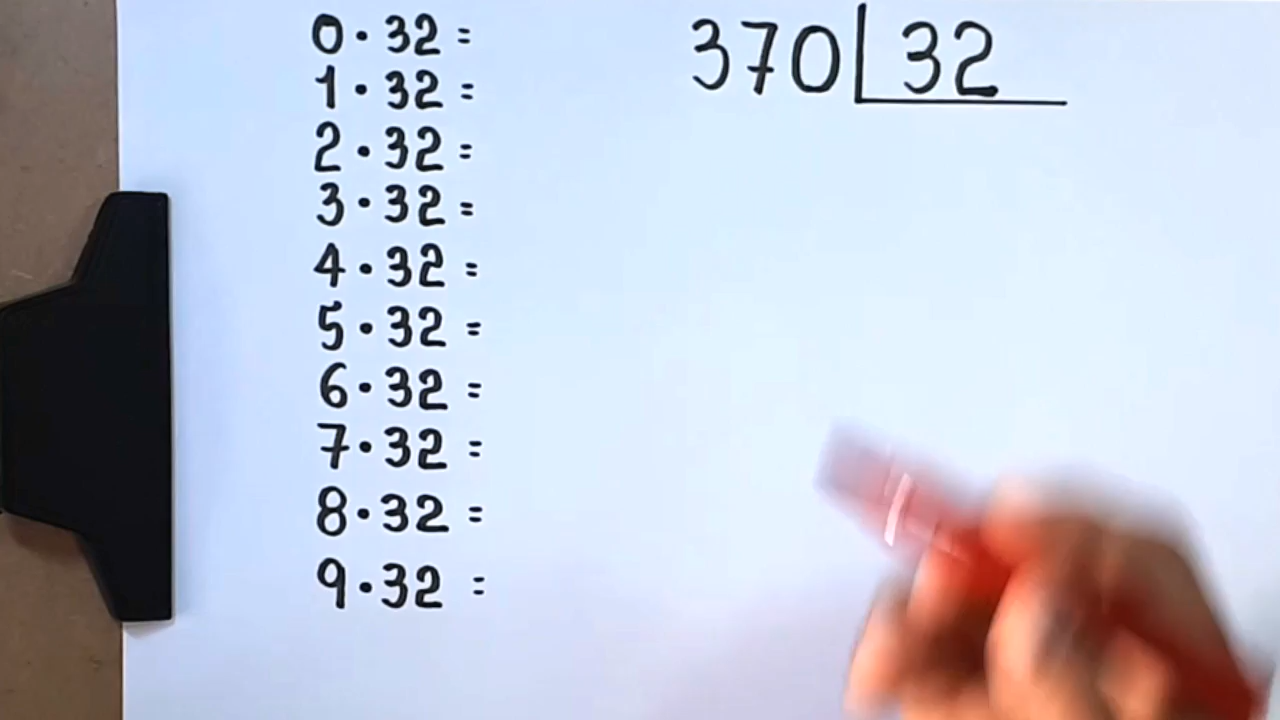 0 · 32 =
1 · 32 =
2 · 32 =
3 · 32 =
4 · 32 =
5 · 32 =
6 · 32 =
7 · 32 =
8 · 32 =
9 · 32 =
370 32